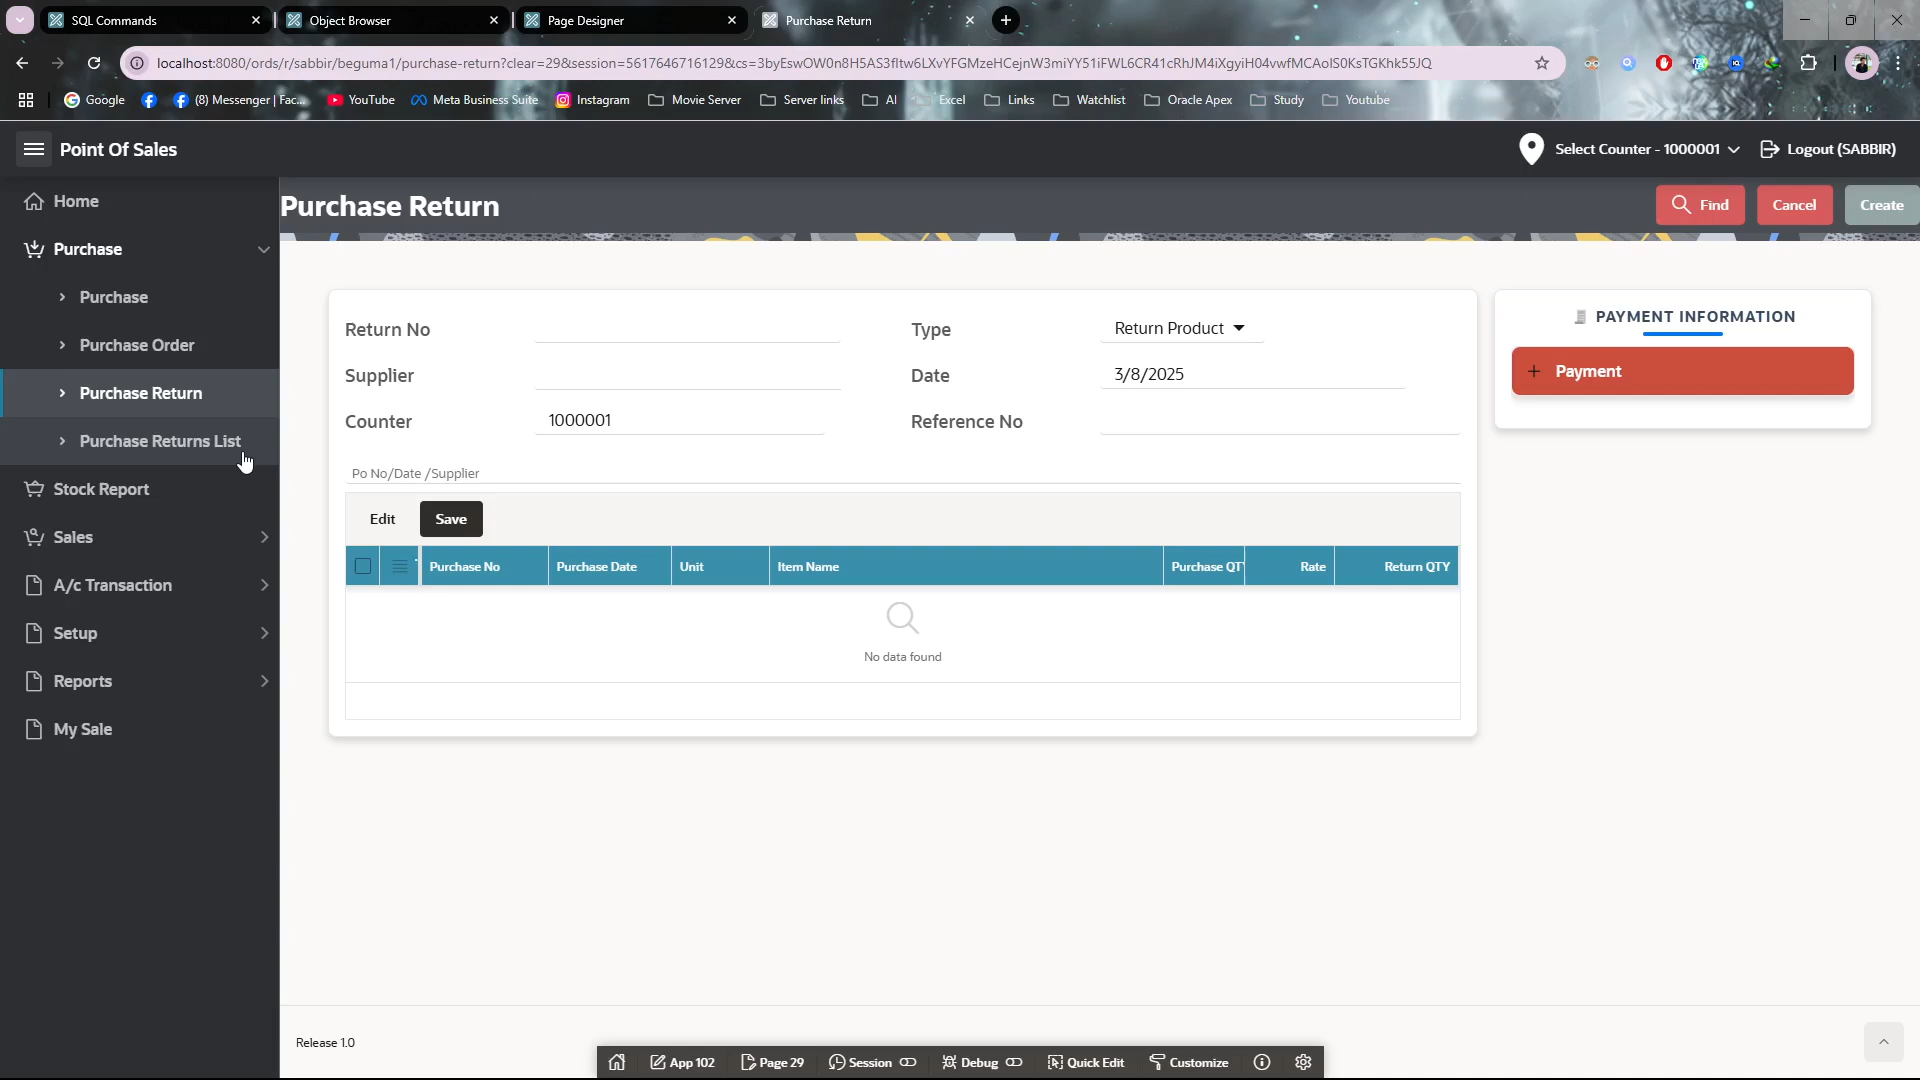 SQL Commands
Object Browser
Page Designer
Purchase Return
localhost:8080/ords/r/sabbir/beguma1/purchase-return?clear=29&session=5617646716129&cs=3byEswOW0n8H5AS3fltw6LXvYFGMzeHCejnW3miYY51iFWL6CR41cRhJM4iXgyiH04vwfMCAoIS0KsTGKhk55JQ
Google
(8) Messenger | Fac...
YouTube
Meta Business Suite
Instagram
Movie Server
Server links
AI
Excel
Links
Watchlist
Oracle Apex
Study
Youtube
Point Of Sales
Select Counter - 1000001
Logout (SABBIR)
Home
Purchase
Purchase
Purchase Order
Purchase Return
Purchase Returns List
Stock Report
Sales
A/c Transaction
Setup
Reports
My Sale
Purchase Return
Find
Cancel
Create
Return No
Type
Return Product
Supplier
Date
3/8/2025
Counter
1000001
Reference No
Po No/Date /Supplier
Edit
Save
Purchase No
Purchase Date
Unit
Item Name
Purchase QTY
Rate
Return QTY
No data found
PAYMENT INFORMATION
+ Payment
Release 1.0
App 102
Page 29
Session
Debug
Quick Edit
Customize